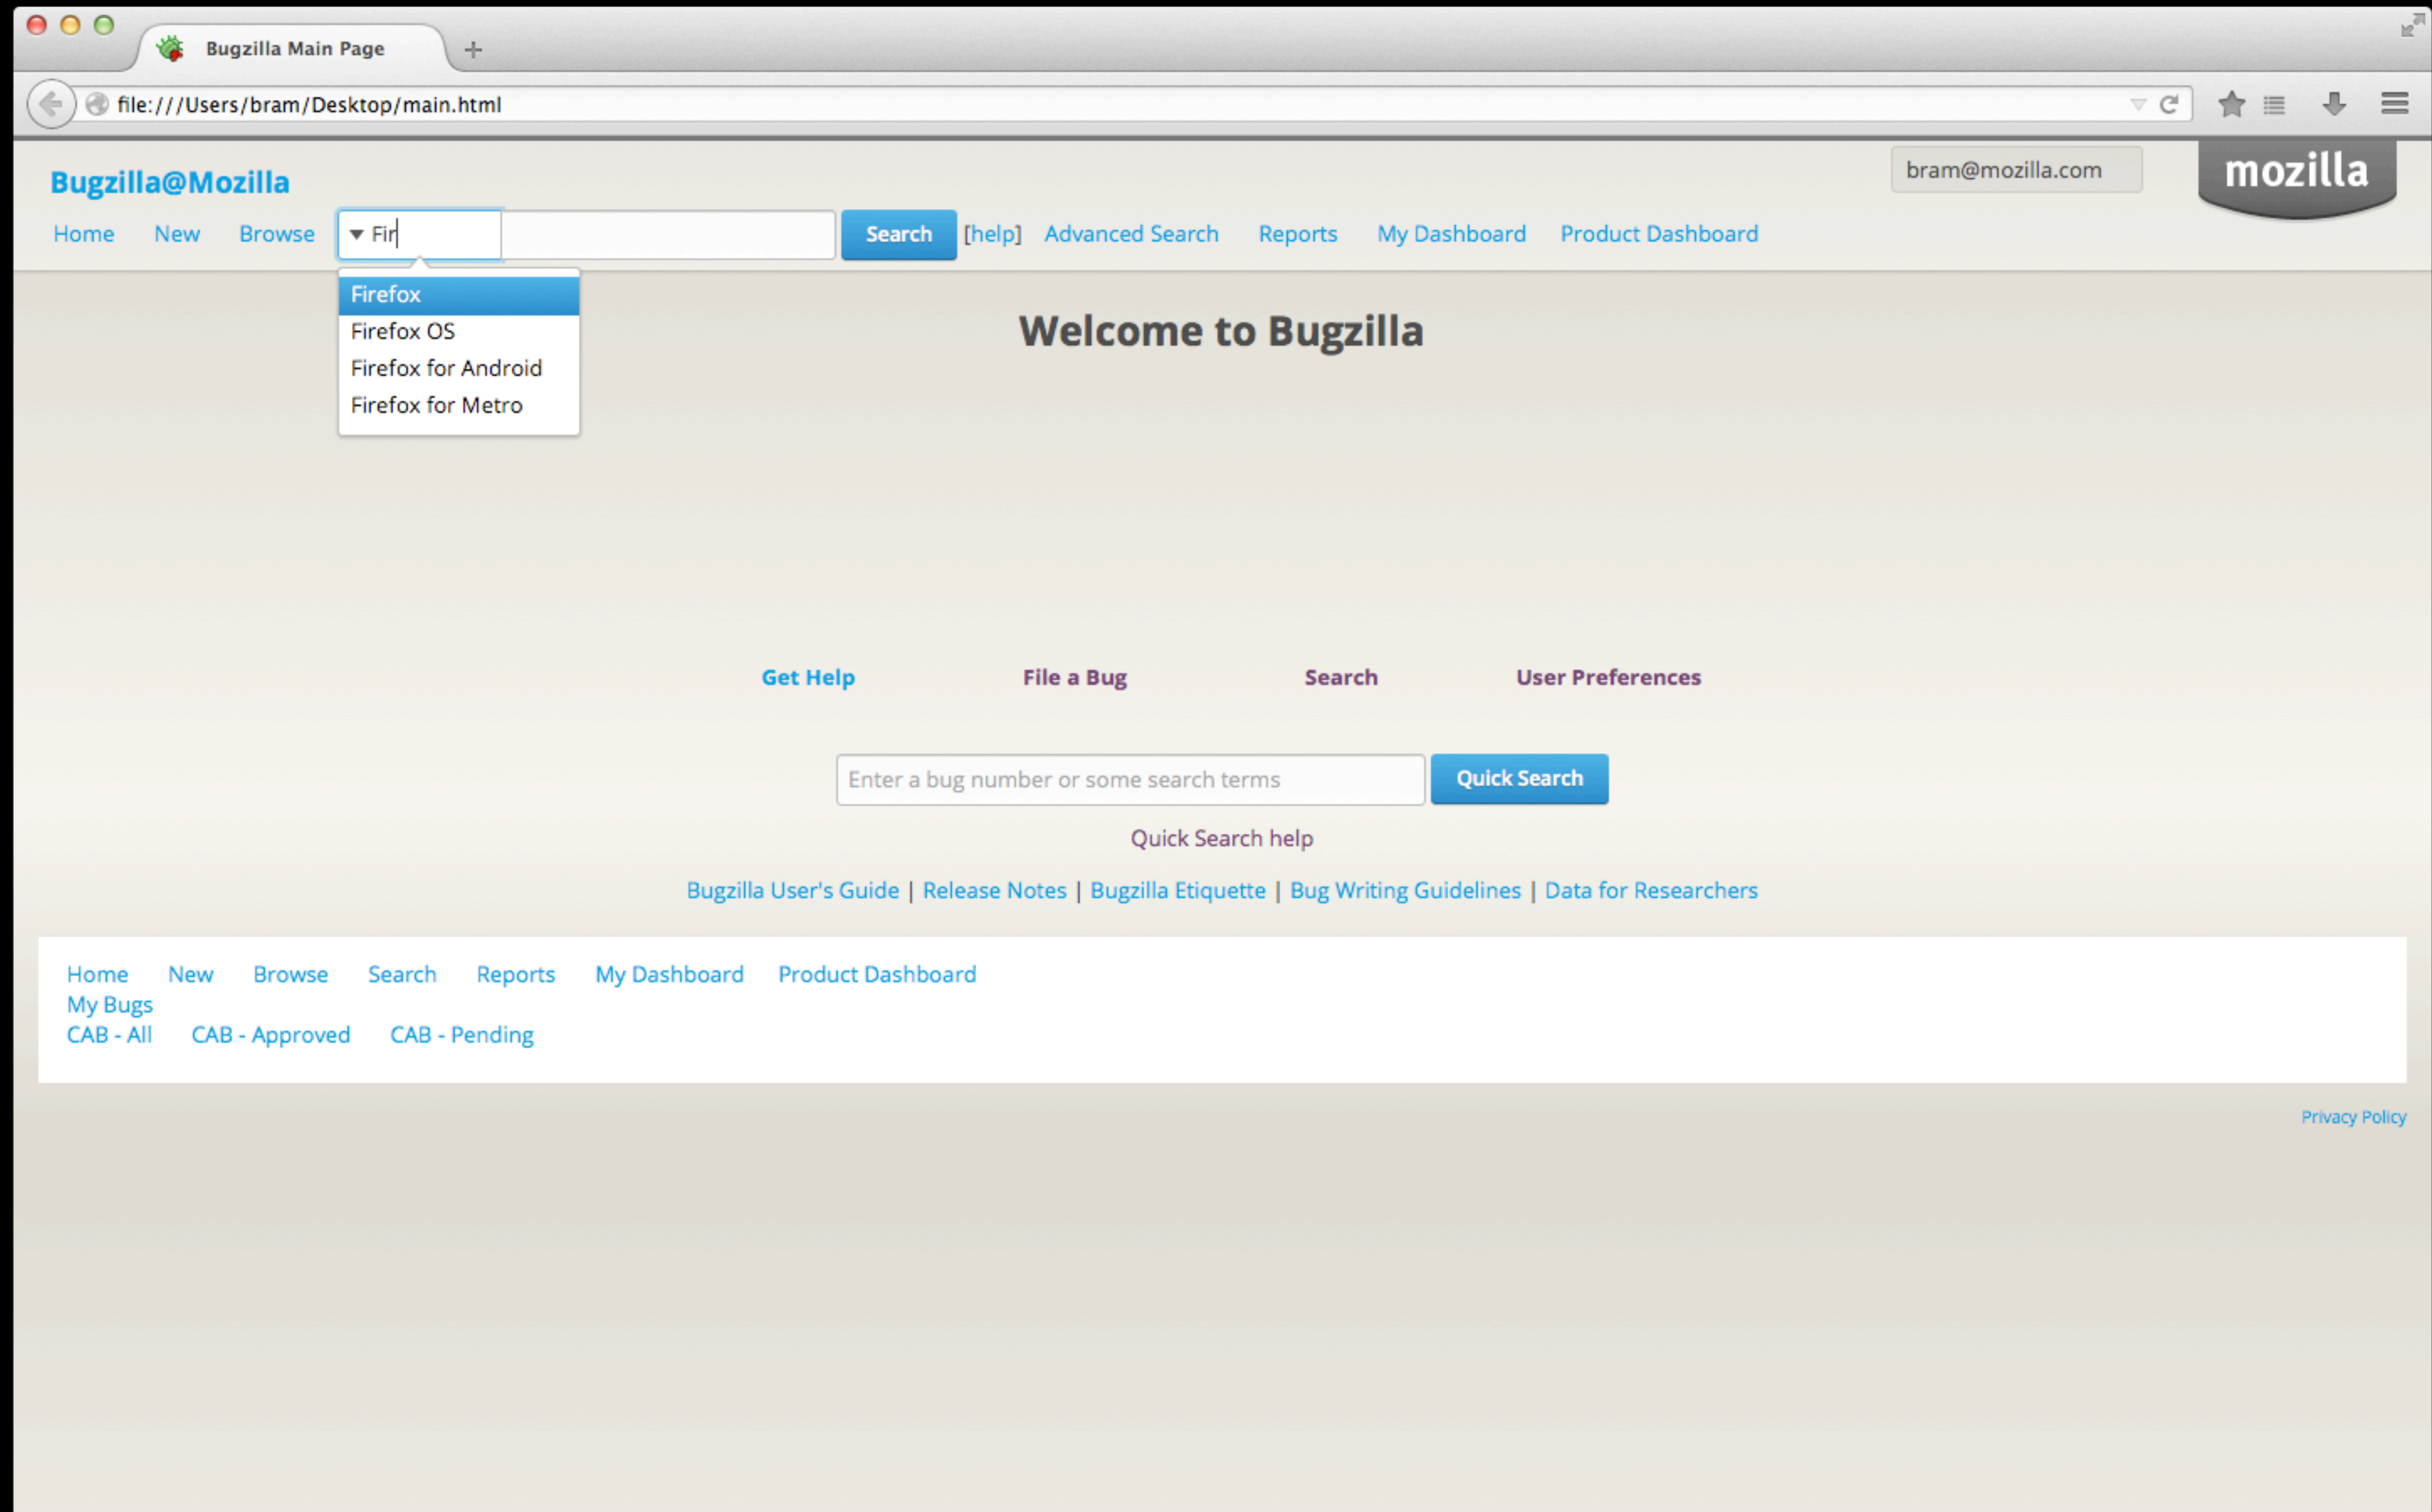 Bugzilla Main Page
file:///Users/bram/Desktop/main.html
Bugzilla@Mozilla
bram@mozilla.com
mozilla
Home New Browse Fir Search [help] Advanced Search Reports My Dashboard Product Dashboard
Firefox
Firefox OS
Firefox for Android
Firefox for Metro
Welcome to Bugzilla
Get Help File a Bug Search User Preferences
Enter a bug number or some search terms Quick Search
Quick Search help
Bugzilla User's Guide | Release Notes | Bugzilla Etiquette | Bug Writing Guidelines | Data for Researchers
Home New Browse Search Reports My Dashboard Product Dashboard
My Bugs
CAB - All CAB - Approved CAB - Pending
Privacy Policy